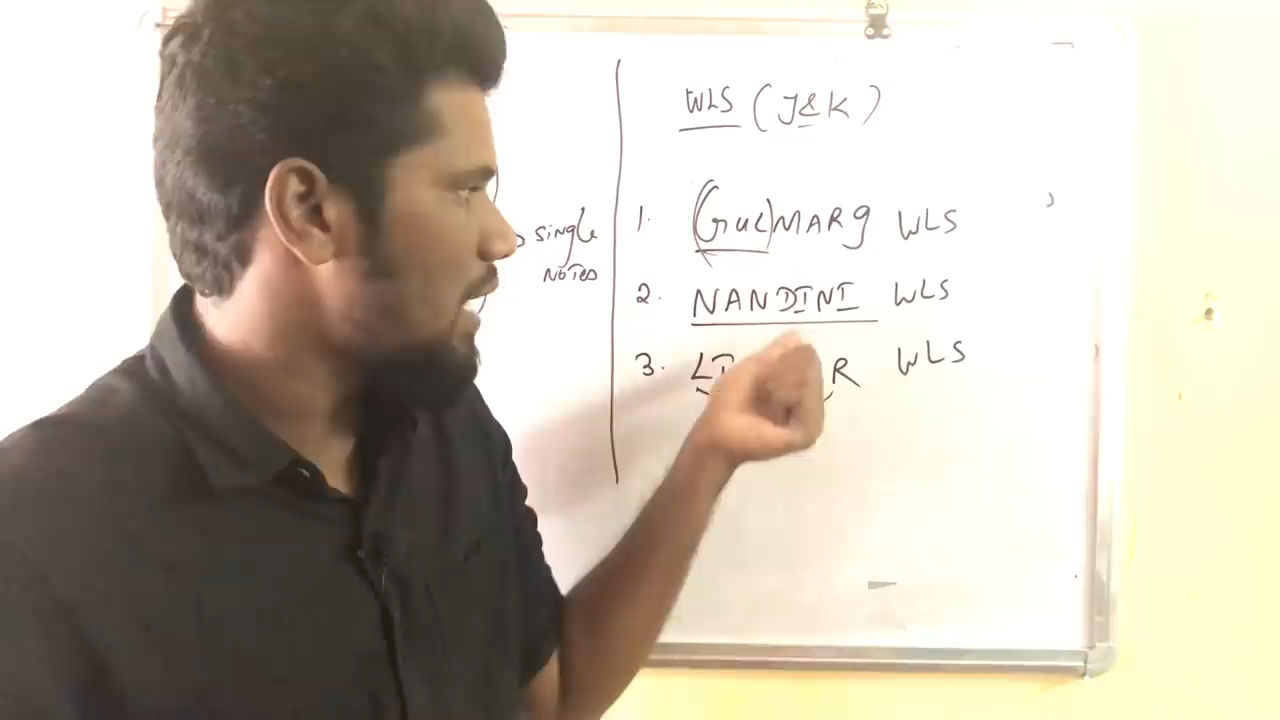 WLS (J&K)
single
NOTES
1. GulMARg WLS
2. NANDINI WLS
3. WLS